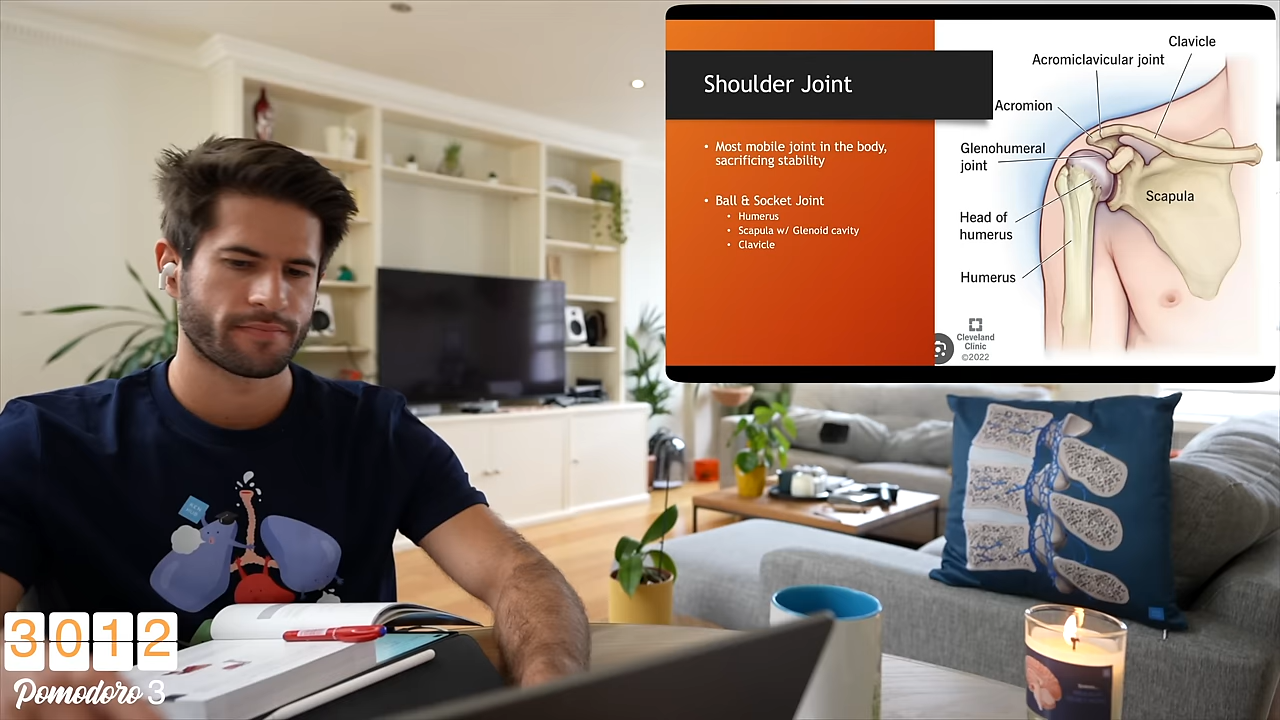 Shoulder Joint
• Most mobile joint in the body,
sacrificing stability
• Ball & Socket Joint
• Humerus
• Scapula w/ Glenoid cavity
• Clavicle
Clavicle
Acromiclavicular joint
Acromion
Glenohumeral
joint
Scapula
Head of
humerus
Humerus
Cleveland
Clinic
©2022
3012
Pomodoro 3